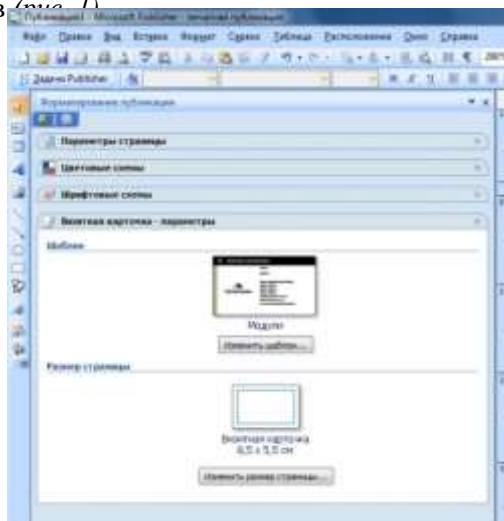 в (рис. 1)
Публикация1 - Microsoft Publisher - печатная публикация
Файл Правка Вид Вставка Формат Сервис Таблица Расположение Окно Справка
Задачи Publisher
Форматирование публикации
Параметры страницы
Цветовые схемы
Шрифтовые схемы
Визитная карточка - параметры
Шаблон
Модули
Изменить шаблон...
Размер страницы
Визитная карточка
8,5 x 5,5 см
Изменить размер страницы...